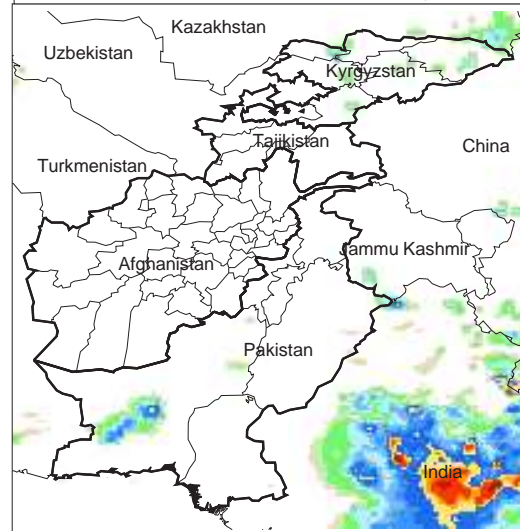 Kazakhstan
Uzbekistan
Kyrgyzstan
Tajikistan
China
Turkmenistan
Jammu Kashmir
Afghanistan
Pakistan
India